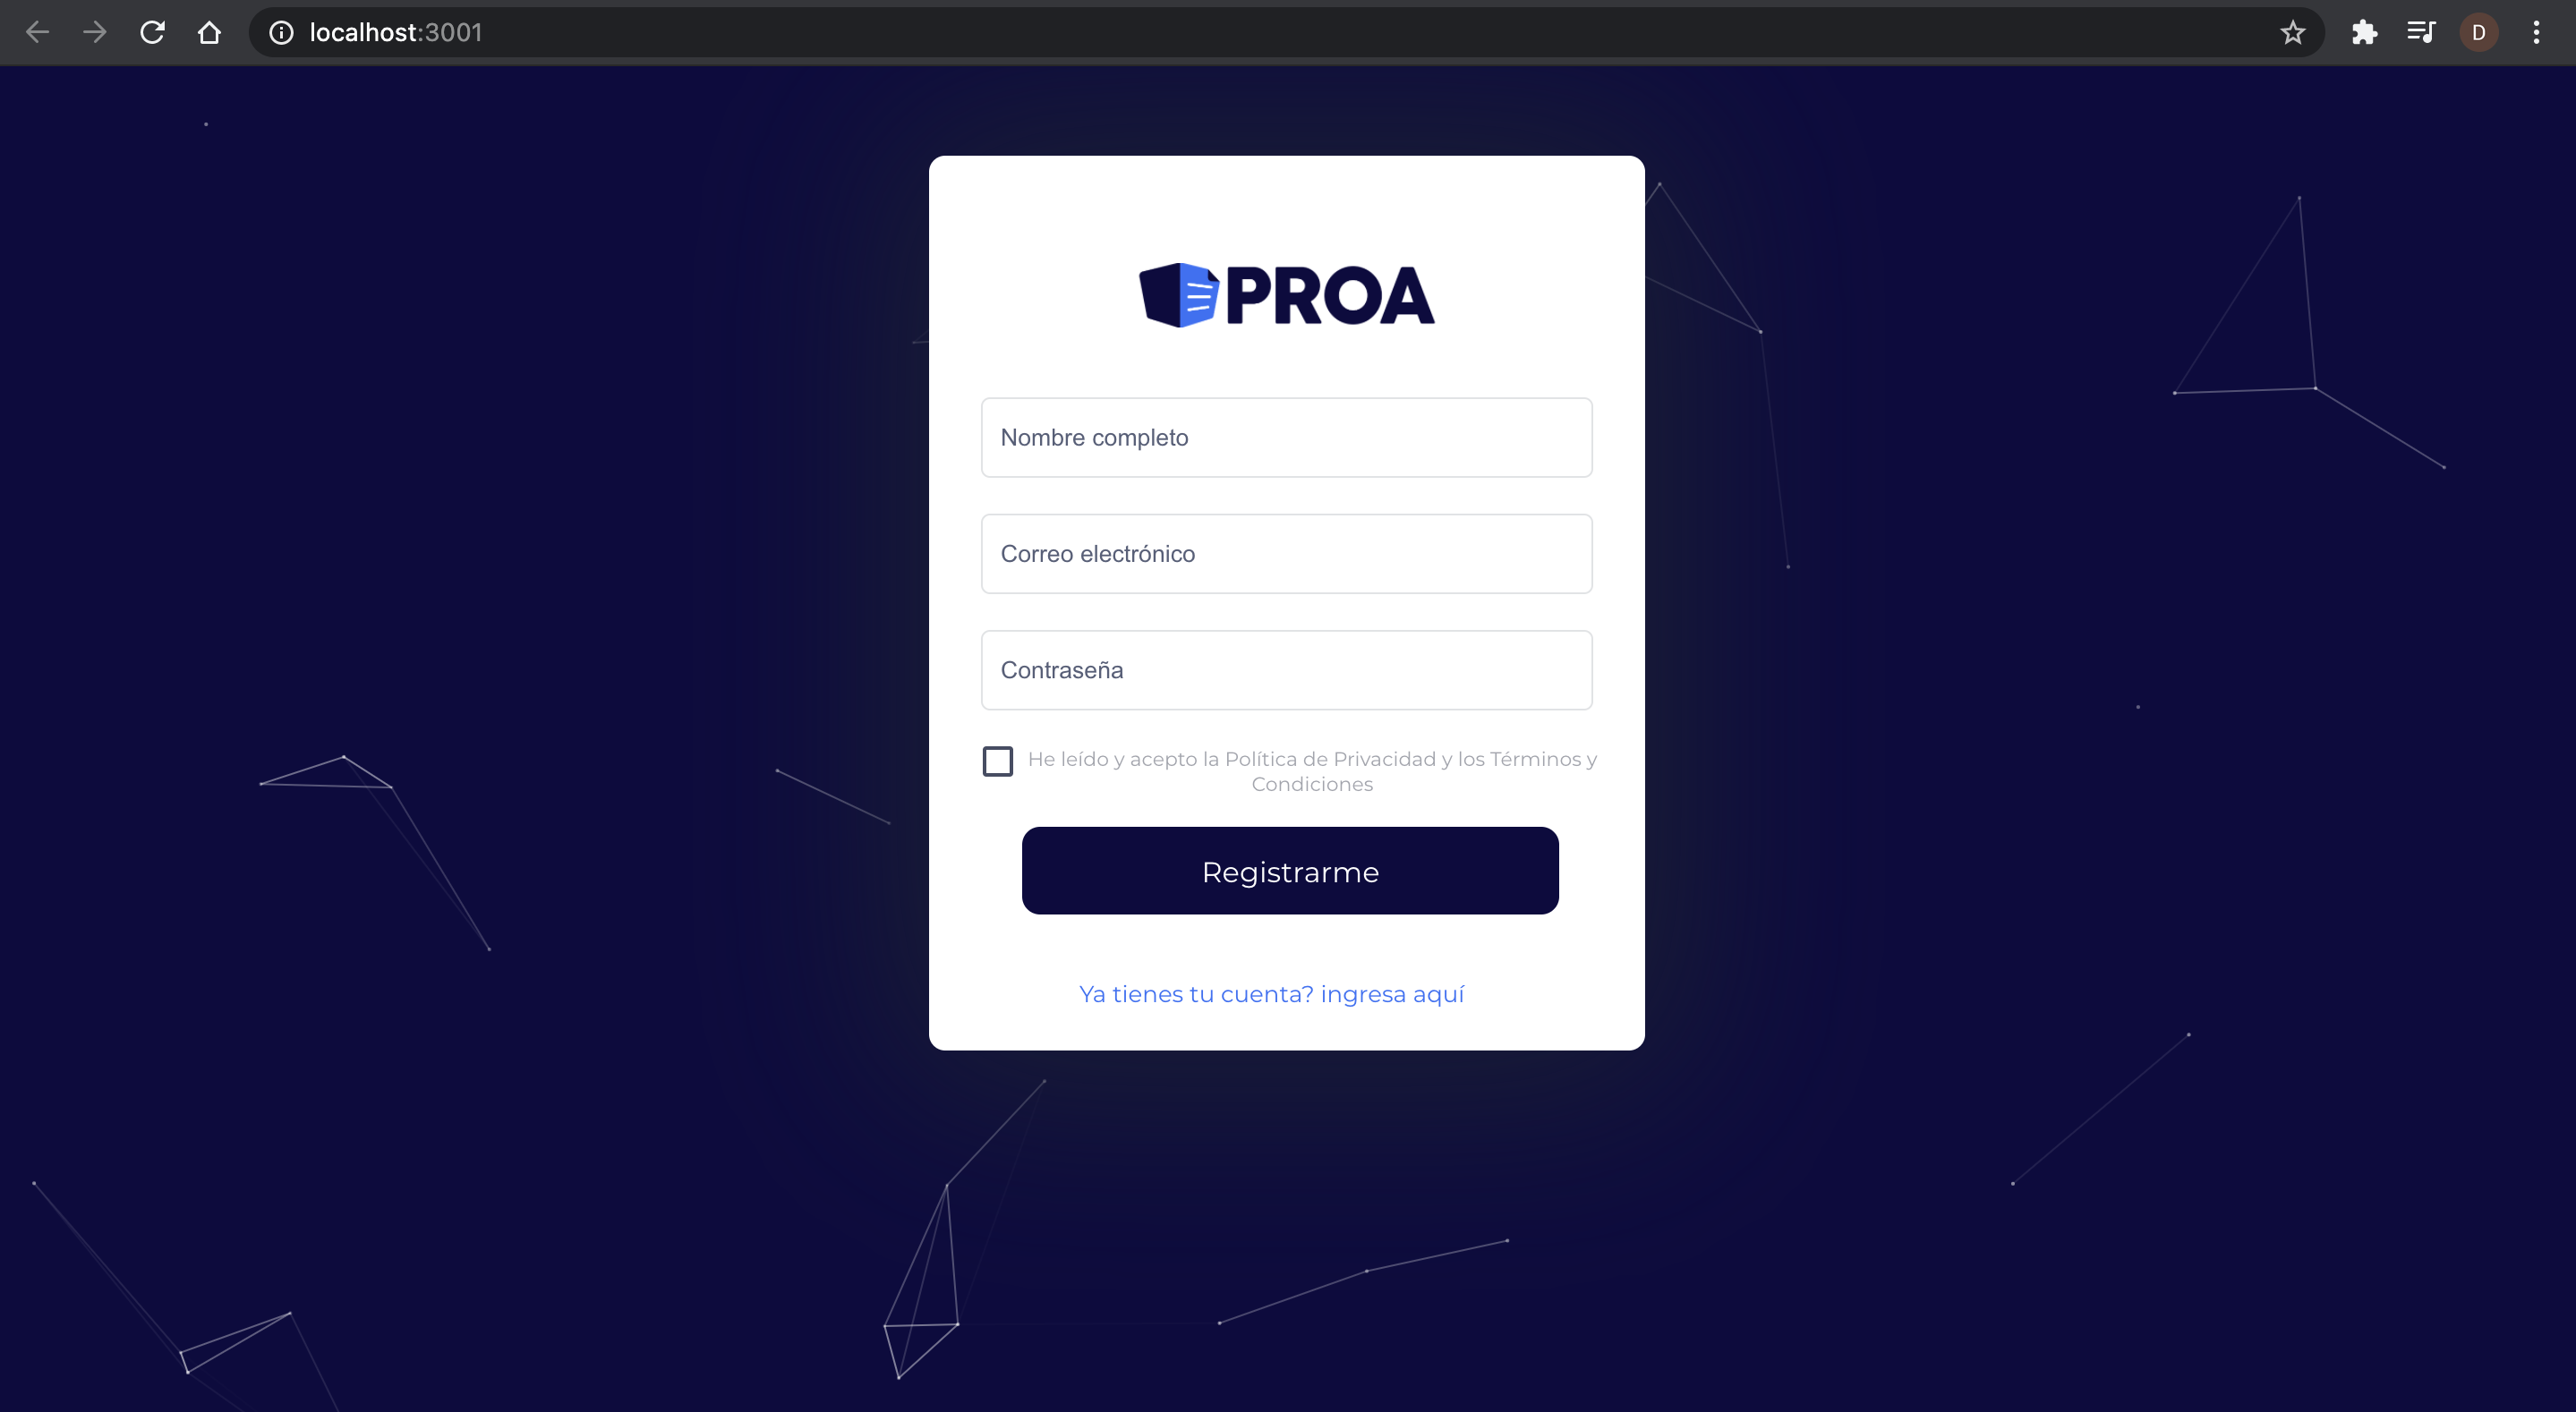 localhost:3001
D
PROA
Nombre completo
Correo electrónico
Contraseña
He leído y acepto la Política de Privacidad y los Términos y
Condiciones
Registrarme
Ya tienes tu cuenta? ingresa aquí